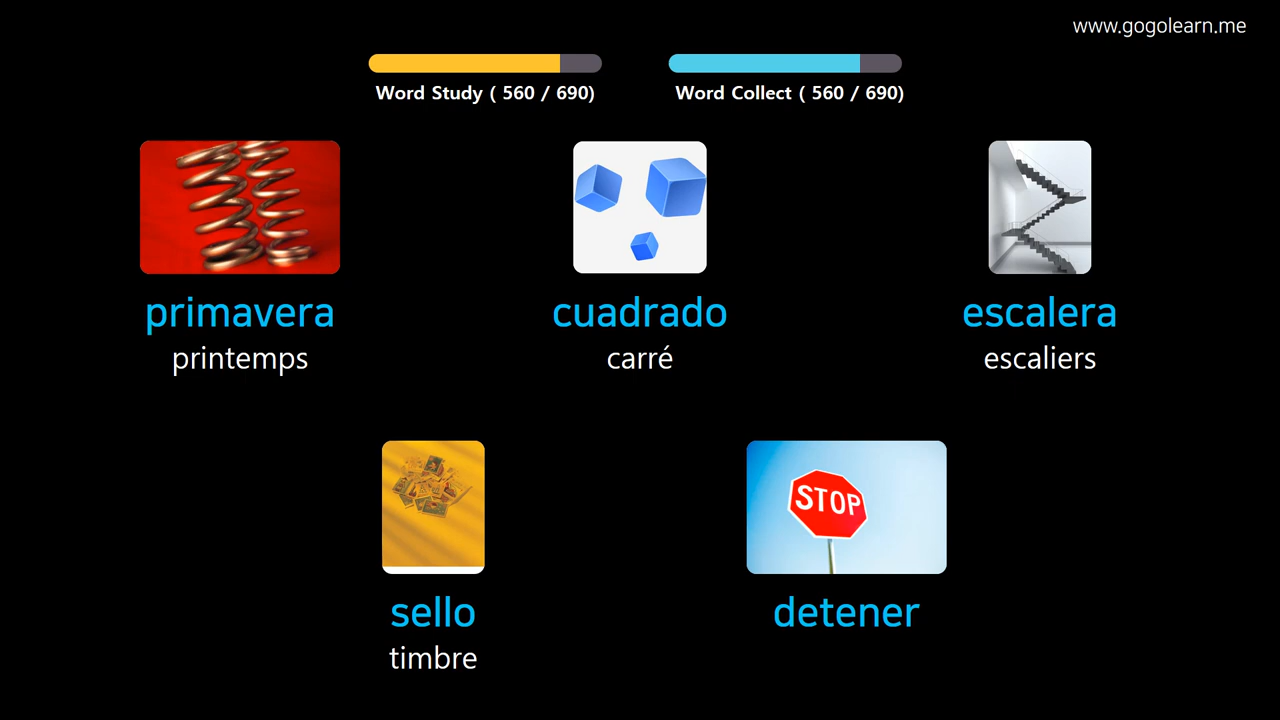 www.gogolearn.me
Word Study ( 560 / 690)
Word Collect ( 560 / 690)
primavera
printemps
cuadrado
carré
escalera
escaliers
sello
timbre
STOP
detener